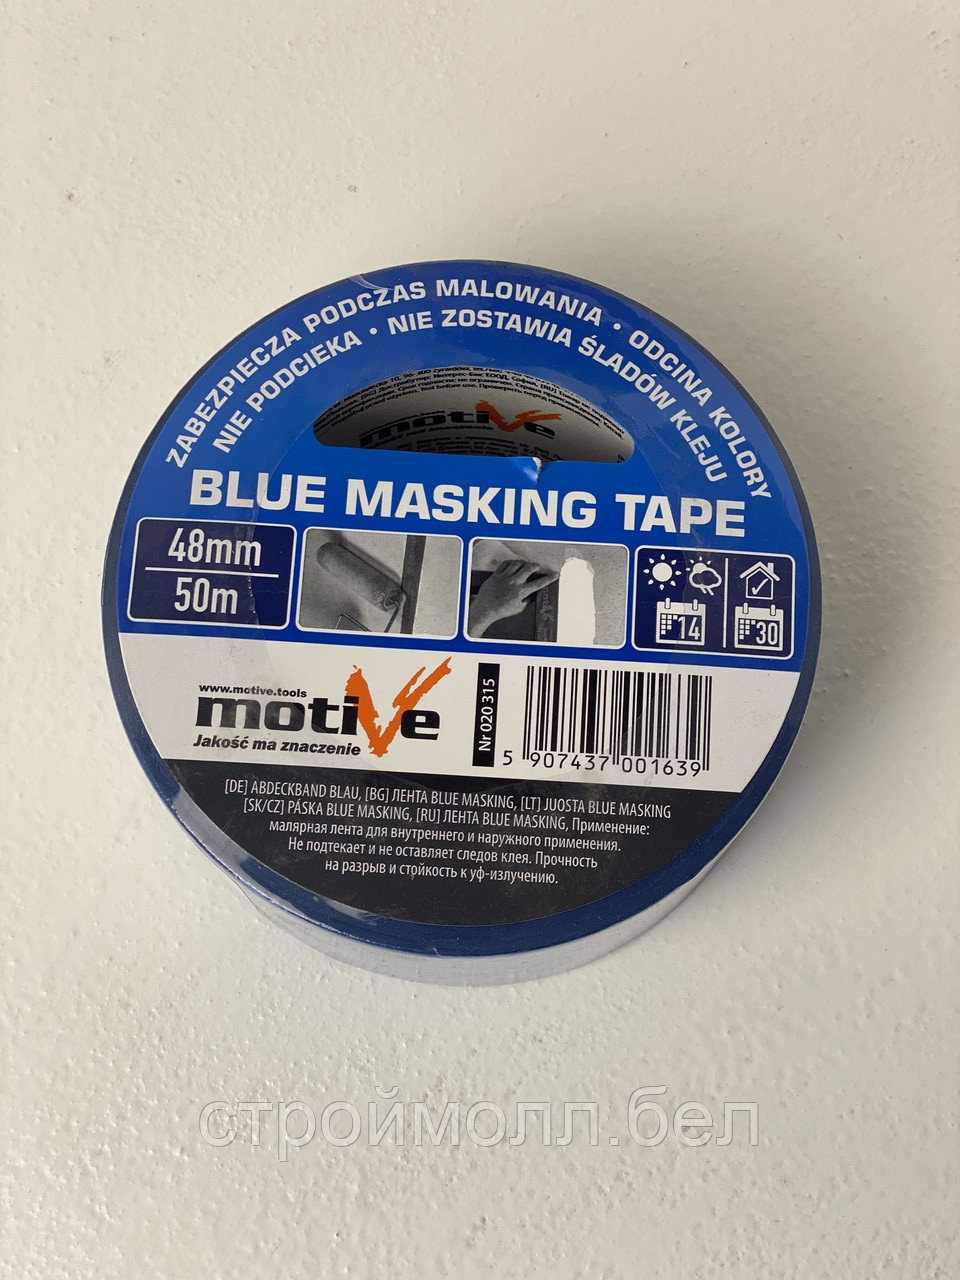 ZABEZPIECZA PODCZAS MALOWANIA • ODCINA KOLORY
NIE PODCIEKA • NIE ZOSTAWIA ŚLADÓW KLEJU
motive
BLUE MASKING TAPE
48mm
50m
14
30
www.motive.tools
motive
Jakość ma znaczenie
Nr 020 315
5 907437 001639
[DE] ABDECKBAND BLAU, [BG] ЛЕНТА BLUE MASKING, [LT] JUOSTA BLUE MASKING
[SK/CZ] PÁSKA BLUE MASKING, [RU] ЛЕНТА BLUE MASKING, Применение:
малярная лента для внутреннего и наружного применения.
Не подтекает и не оставляет следов клея. Прочность
на разрыв и стойкость к уф-излучению.
строймолл.бел